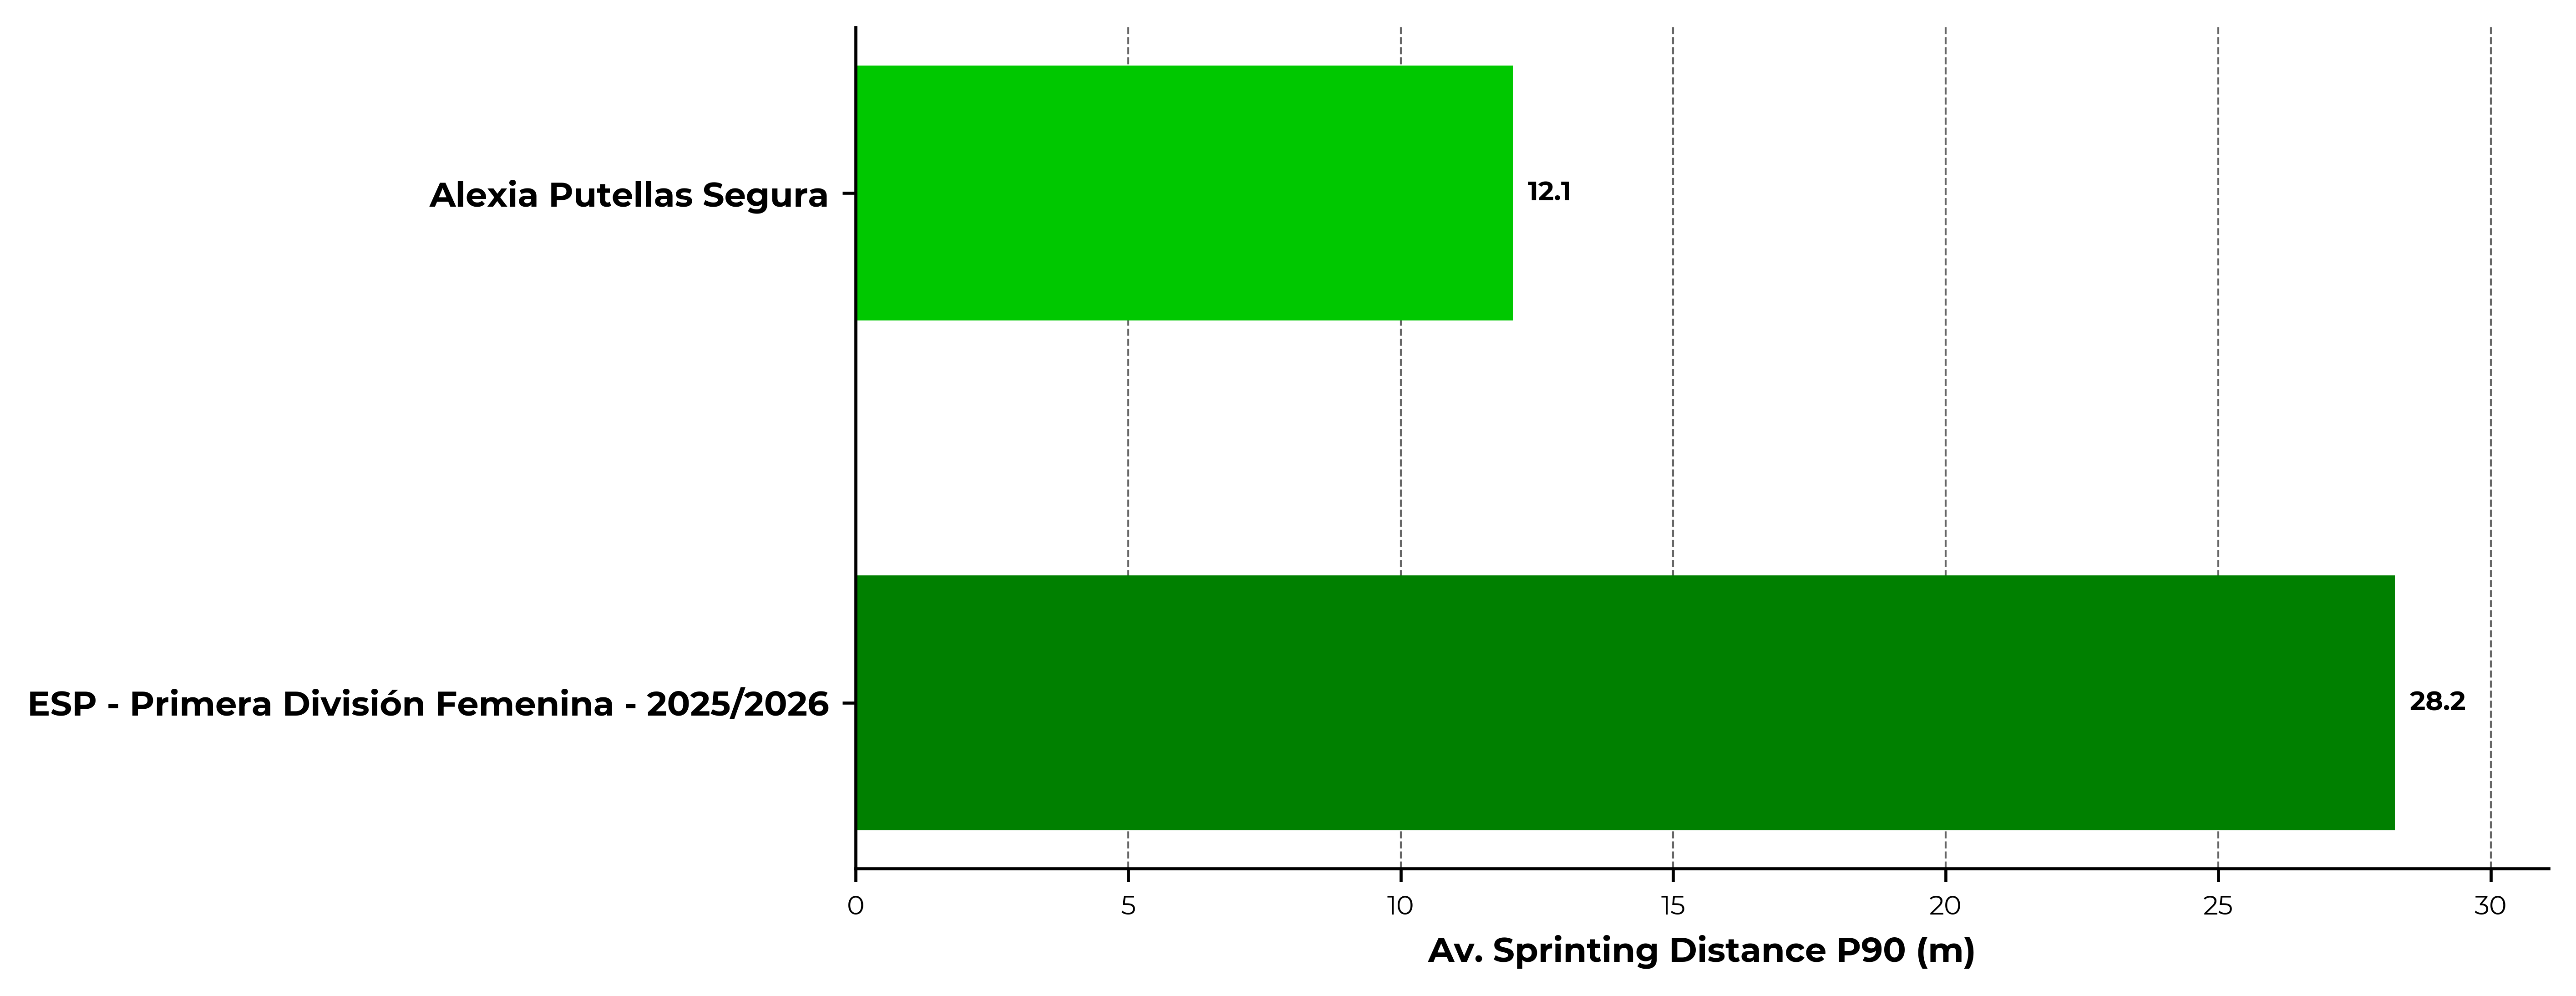 Alexia Putellas Segura
12.1
ESP - Primera División Femenina - 2025/2026
28.2
0 5 10 15 20 25 30
Av. Sprinting Distance P90 (m)